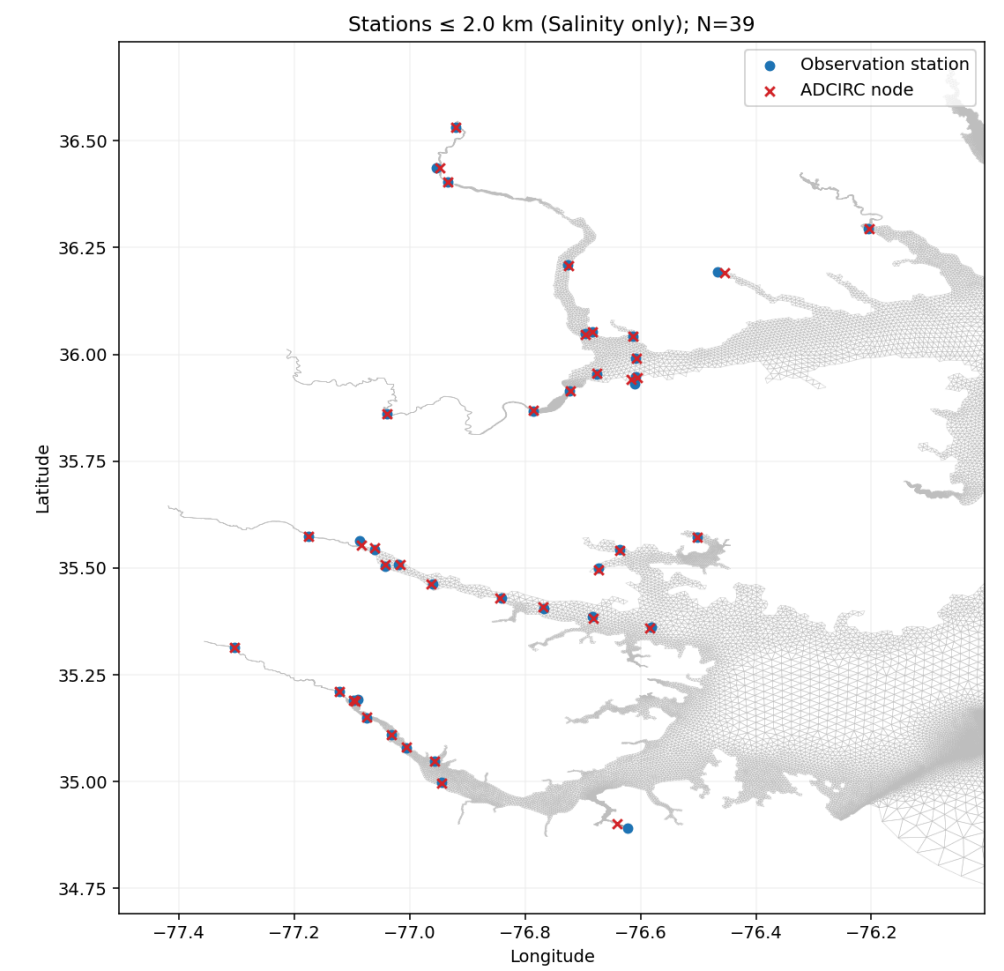 Stations ≤ 2.0 km (Salinity only); N=39
Observation station
ADCIRC node
36.50
36.25
36.00
35.75
35.50
35.25
35.00
34.75
Latitude
−77.4 −77.2 −77.0 −76.8 −76.6 −76.4 −76.2
Longitude